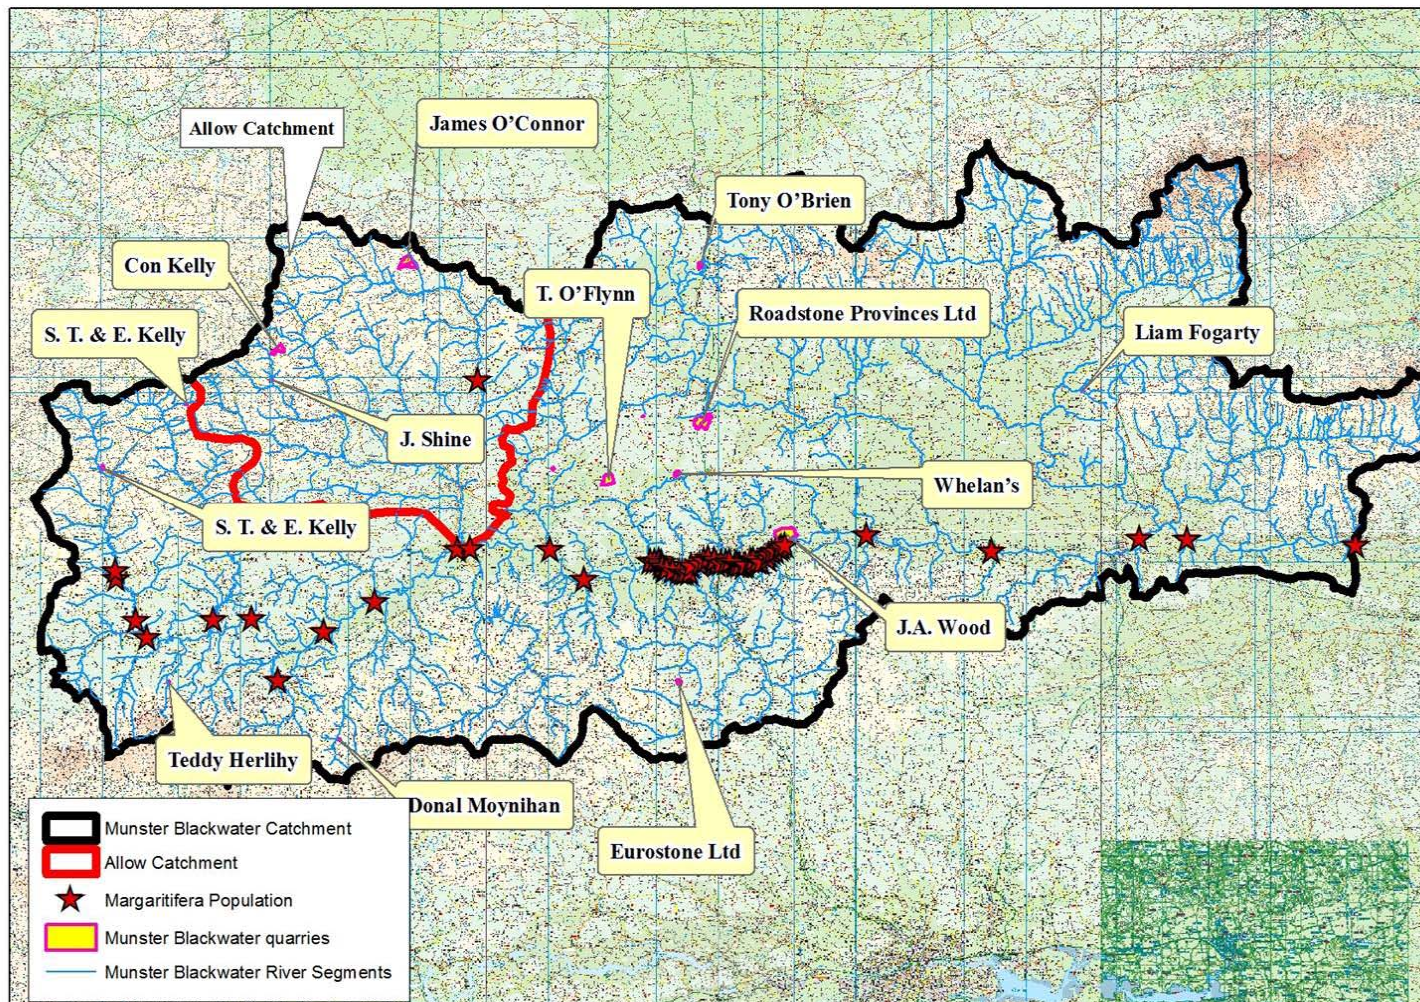 James O'Connor
Allow Catchment
Tony O'Brien
Con Kelly
T. O'Flynn
Roadstone Provinces Ltd
S. T. & E. Kelly
Liam Fogarty
J. Shine
Whelan's
S. T. & E. Kelly
J.A. Wood
Teddy Herlihy
Donal Moynihan
Eurostone Ltd
Munster Blackwater Catchment
Allow Catchment
Margaritifera Population
Munster Blackwater quarries
Munster Blackwater River Segments